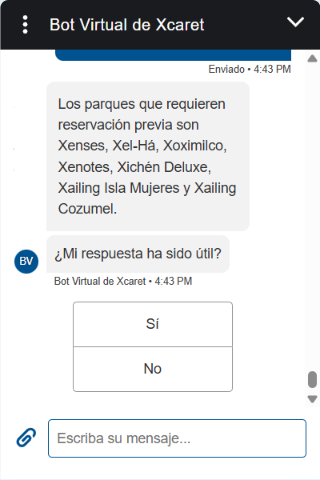 Bot Virtual de Xcaret
Enviado • 4:43 PM
Los parques que requieren
reservación previa son
Xenses, Xel-Há, Xoximilco,
Xenotes, Xichén Deluxe,
Xailing Isla Mujeres y Xailing
Cozumel.
BV
¿Mi respuesta ha sido útil?
Bot Virtual de Xcaret • 4:43 PM
Sí
No
Escriba su mensaje...